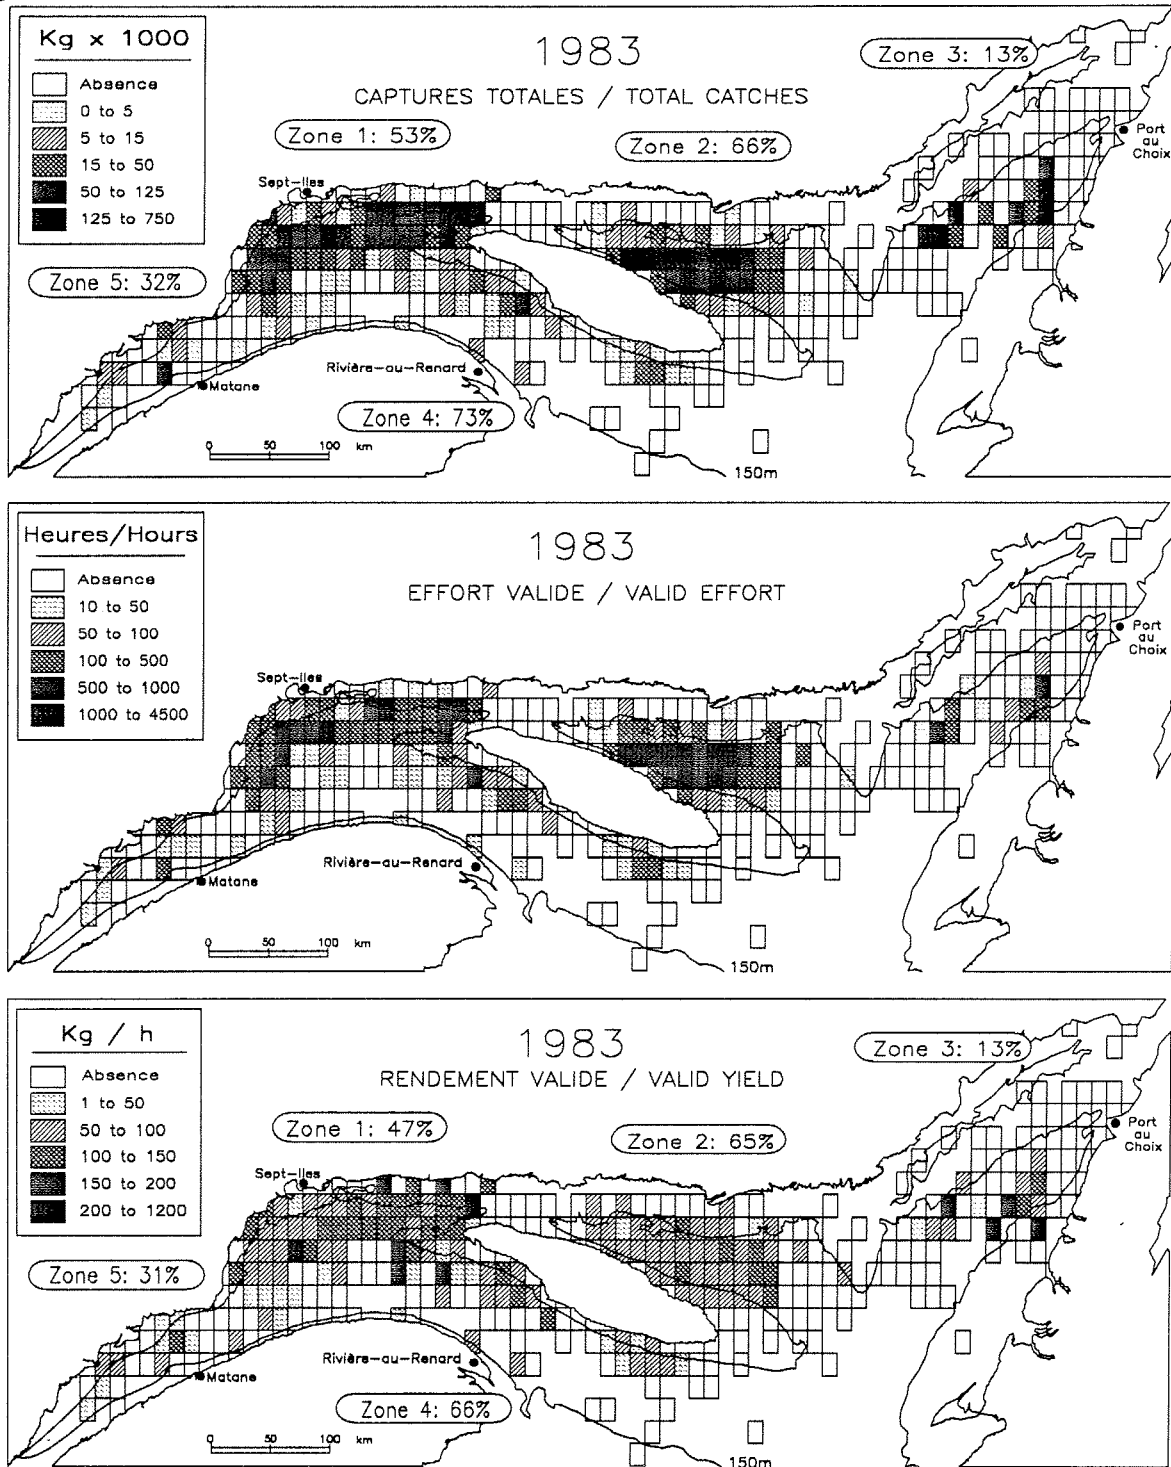 Kg x 1000
Absence
0 to 5
5 to 15
15 to 50
50 to 125
125 to 750
1983
CAPTURES TOTALES / TOTAL CATCHES
Zone 3: 13%
Zone 1: 53%
Zone 2: 66%
Port
au
Choix
Sept-Iles
Zone 5: 32%
Rivière-au-Renard
Matane
Zone 4: 73%
0 50 100
km
150m
Heures/Hours
Absence
10 to 50
50 to 100
100 to 500
500 to 1000
1000 to 4500
1983
EFFORT VALIDE / VALID EFFORT
Port
au
Choix
Sept-Iles
Rivière-au-Renard
Matane
0 50 100 km
150m
Kg / h
Absence
1 to 50
50 to 100
100 to 150
150 to 200
200 to 1200
1983
RENDEMENT VALIDE / VALID YIELD
Zone 3: 13%
Zone 1: 47%
Zone 2: 65%
Port
au
Choix
Sept-Iles
Zone 5: 31%
Rivière-au-Renard
Matane
Zone 4: 66%
0 50 100
km
150m